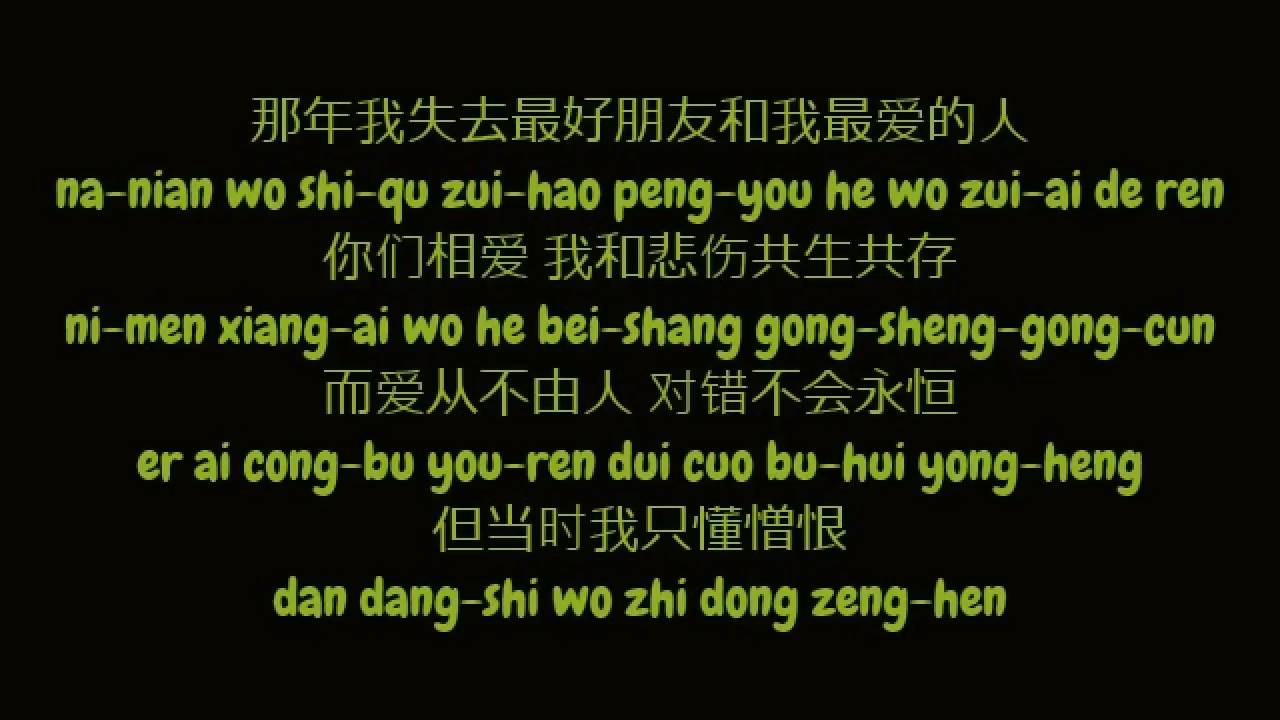 那年我失去最好朋友和我最爱的人
na-nian wo shi-qu zui-hao peng-you he wo zui-ai de ren
你们相爱 我和悲伤共生共存
ni-men xiang-ai wo he bei-shang gong-sheng-gong-cun
而爱从不由人 对错不会永恒
er ai cong-bu you-ren dui cuo bu-hui yong-heng
但当时我只懂憎恨
dan dang-shi wo zhi dong zeng-hen